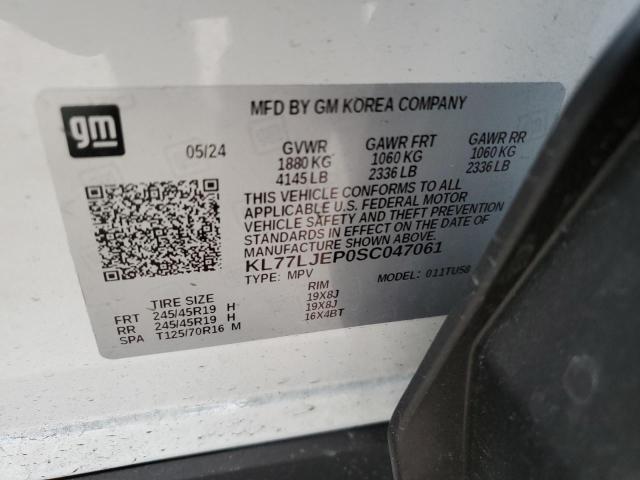 MFD BY GM KOREA COMPANY
gm
05/24 GVWR GAWR FRT GAWR RR
1880 KG 1060 KG 1060 KG
4145 LB 2336 LB 2336 LB
THIS VEHICLE CONFORMS TO ALL
APPLICABLE U.S. FEDERAL MOTOR
VEHICLE SAFETY AND THEFT PREVENTION
STANDARDS IN EFFECT ON THE DATE OF
MANUFACTURE SHOWN ABOVE.
KL77LJEP0SC047061
TYPE: MPV MODEL: 011TU58
TIRE SIZE RIM
FRT 245/45R19 H 19X8J
RR 245/45R19 H 19X8J
SPA T125/70R16 M 16X4BT